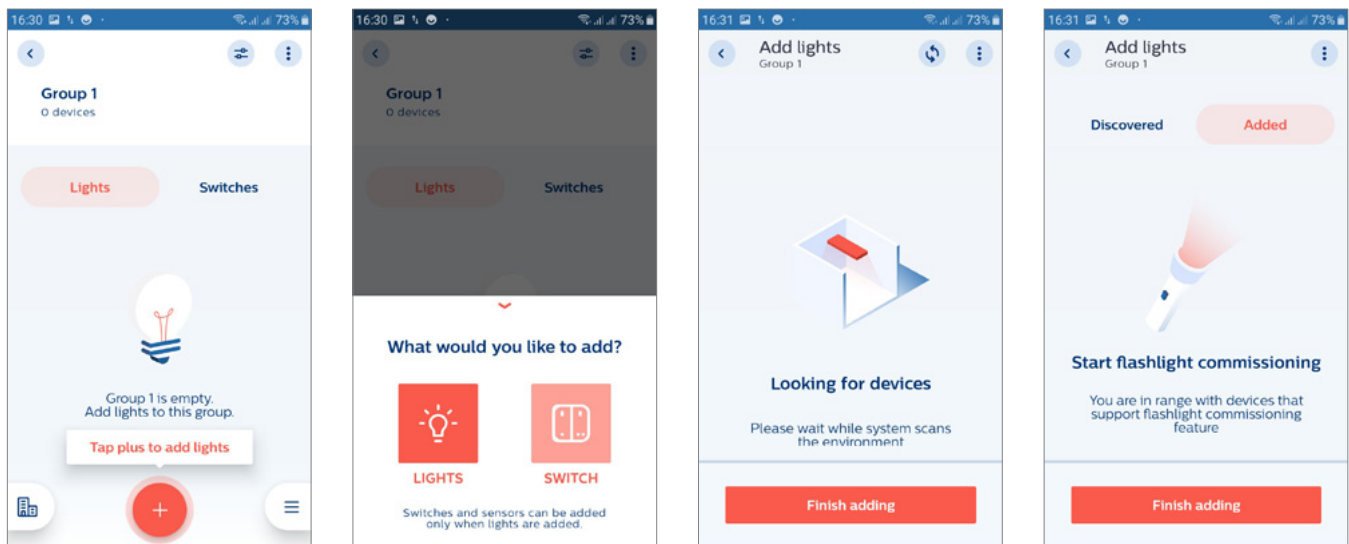 16:30 73%
Group 1
0 devices
Lights Switches
Group 1 is empty.
Add lights to this group.
Tap plus to add lights
16:30 73%
Group 1
0 devices
Lights Switches
What would you like to add?
LIGHTS SWITCH
Switches and sensors can be added
only when lights are added.
16:31 73%
Add lights
Group 1
Looking for devices
Please wait while system scans
the environment
Finish adding
16:31 73%
Add lights
Group 1
Discovered Added
Start flashlight commissioning
You are in range with devices that
support flashlight commissioning
feature
Finish adding